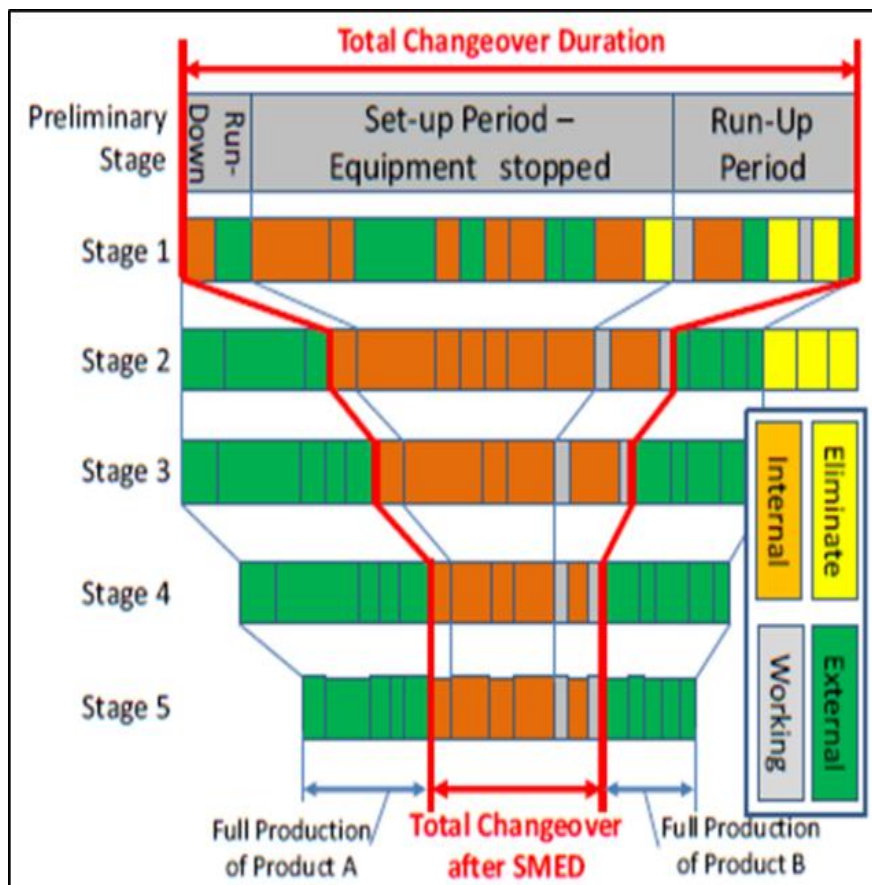 Total Changeover Duration
Preliminary
Stage
Run-
Down
Set-up Period –
Equipment stopped
Run-Up
Period
Stage 1
Stage 2
Stage 3
Stage 4
Stage 5
Internal
Eliminate
Working
External
Full Production
of Product A
Total Changeover
after SMED
Full Production
of Product B